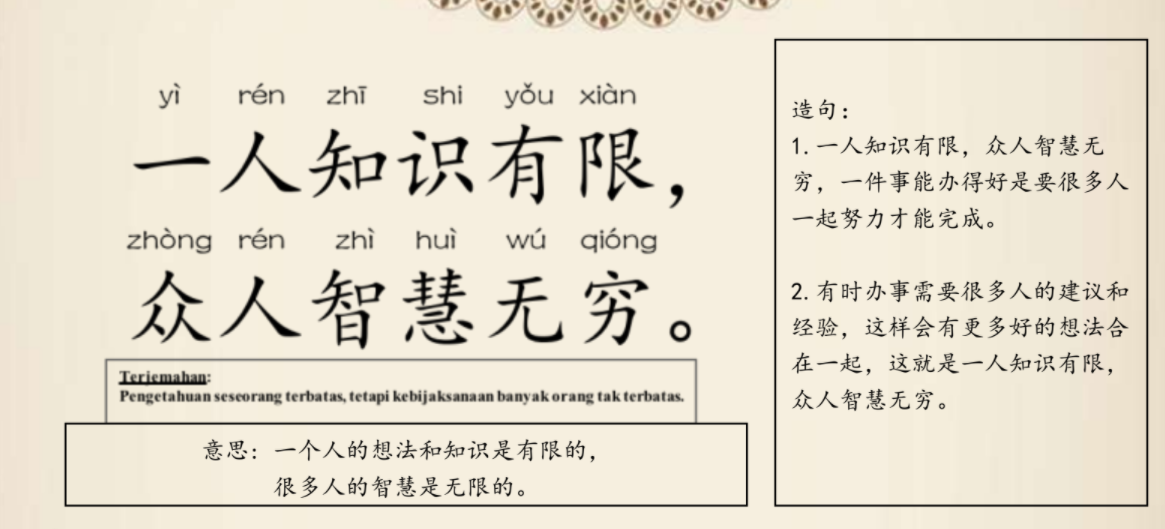 yì rén zhī shi yǒu xiàn
一人知识有限，
zhòng rén zhì huì wú qióng
众人智慧无穷。
Terjemahan:
Pengetahuan seseorang terbatas, tetapi kebijaksanaan banyak orang tak terbatas.
意思：一个人的想法和知识是有限的，
很多人的智慧是无限的。
造句：
1.一人知识有限，众人智慧无
穷，一件事能办得好是要很多人
一起努力才能完成。
2.有时办事需要很多人的建议和
经验，这样会有更多好的想法合
在一起，这就是一人知识有限，
众人智慧无穷。